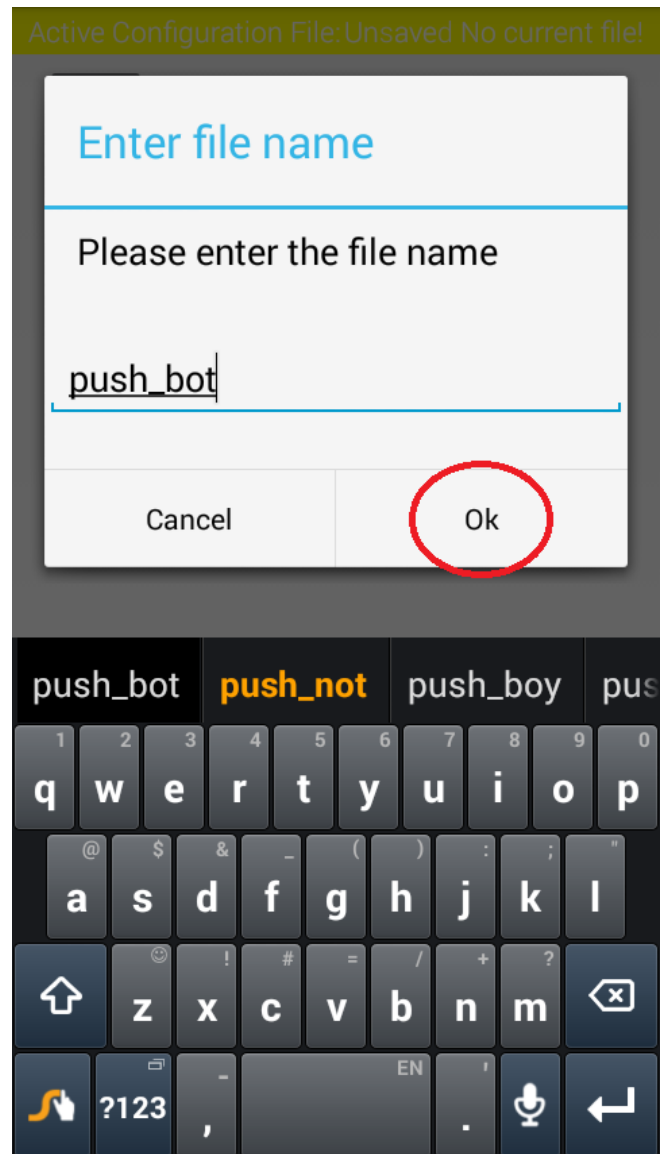 Active Configuration File: Unsaved No current file!
Enter file name
Please enter the file name
push_bot
Cancel Ok
push_bot push_not push_boy pus
1 2 3 4 5 6 7 8 9 0
q w e r t y u i o p
@ $ & _ ( ) : ; "
a s d f g h j k l
! # = / + ?
z x c v b n m
EN
?123 , - . '